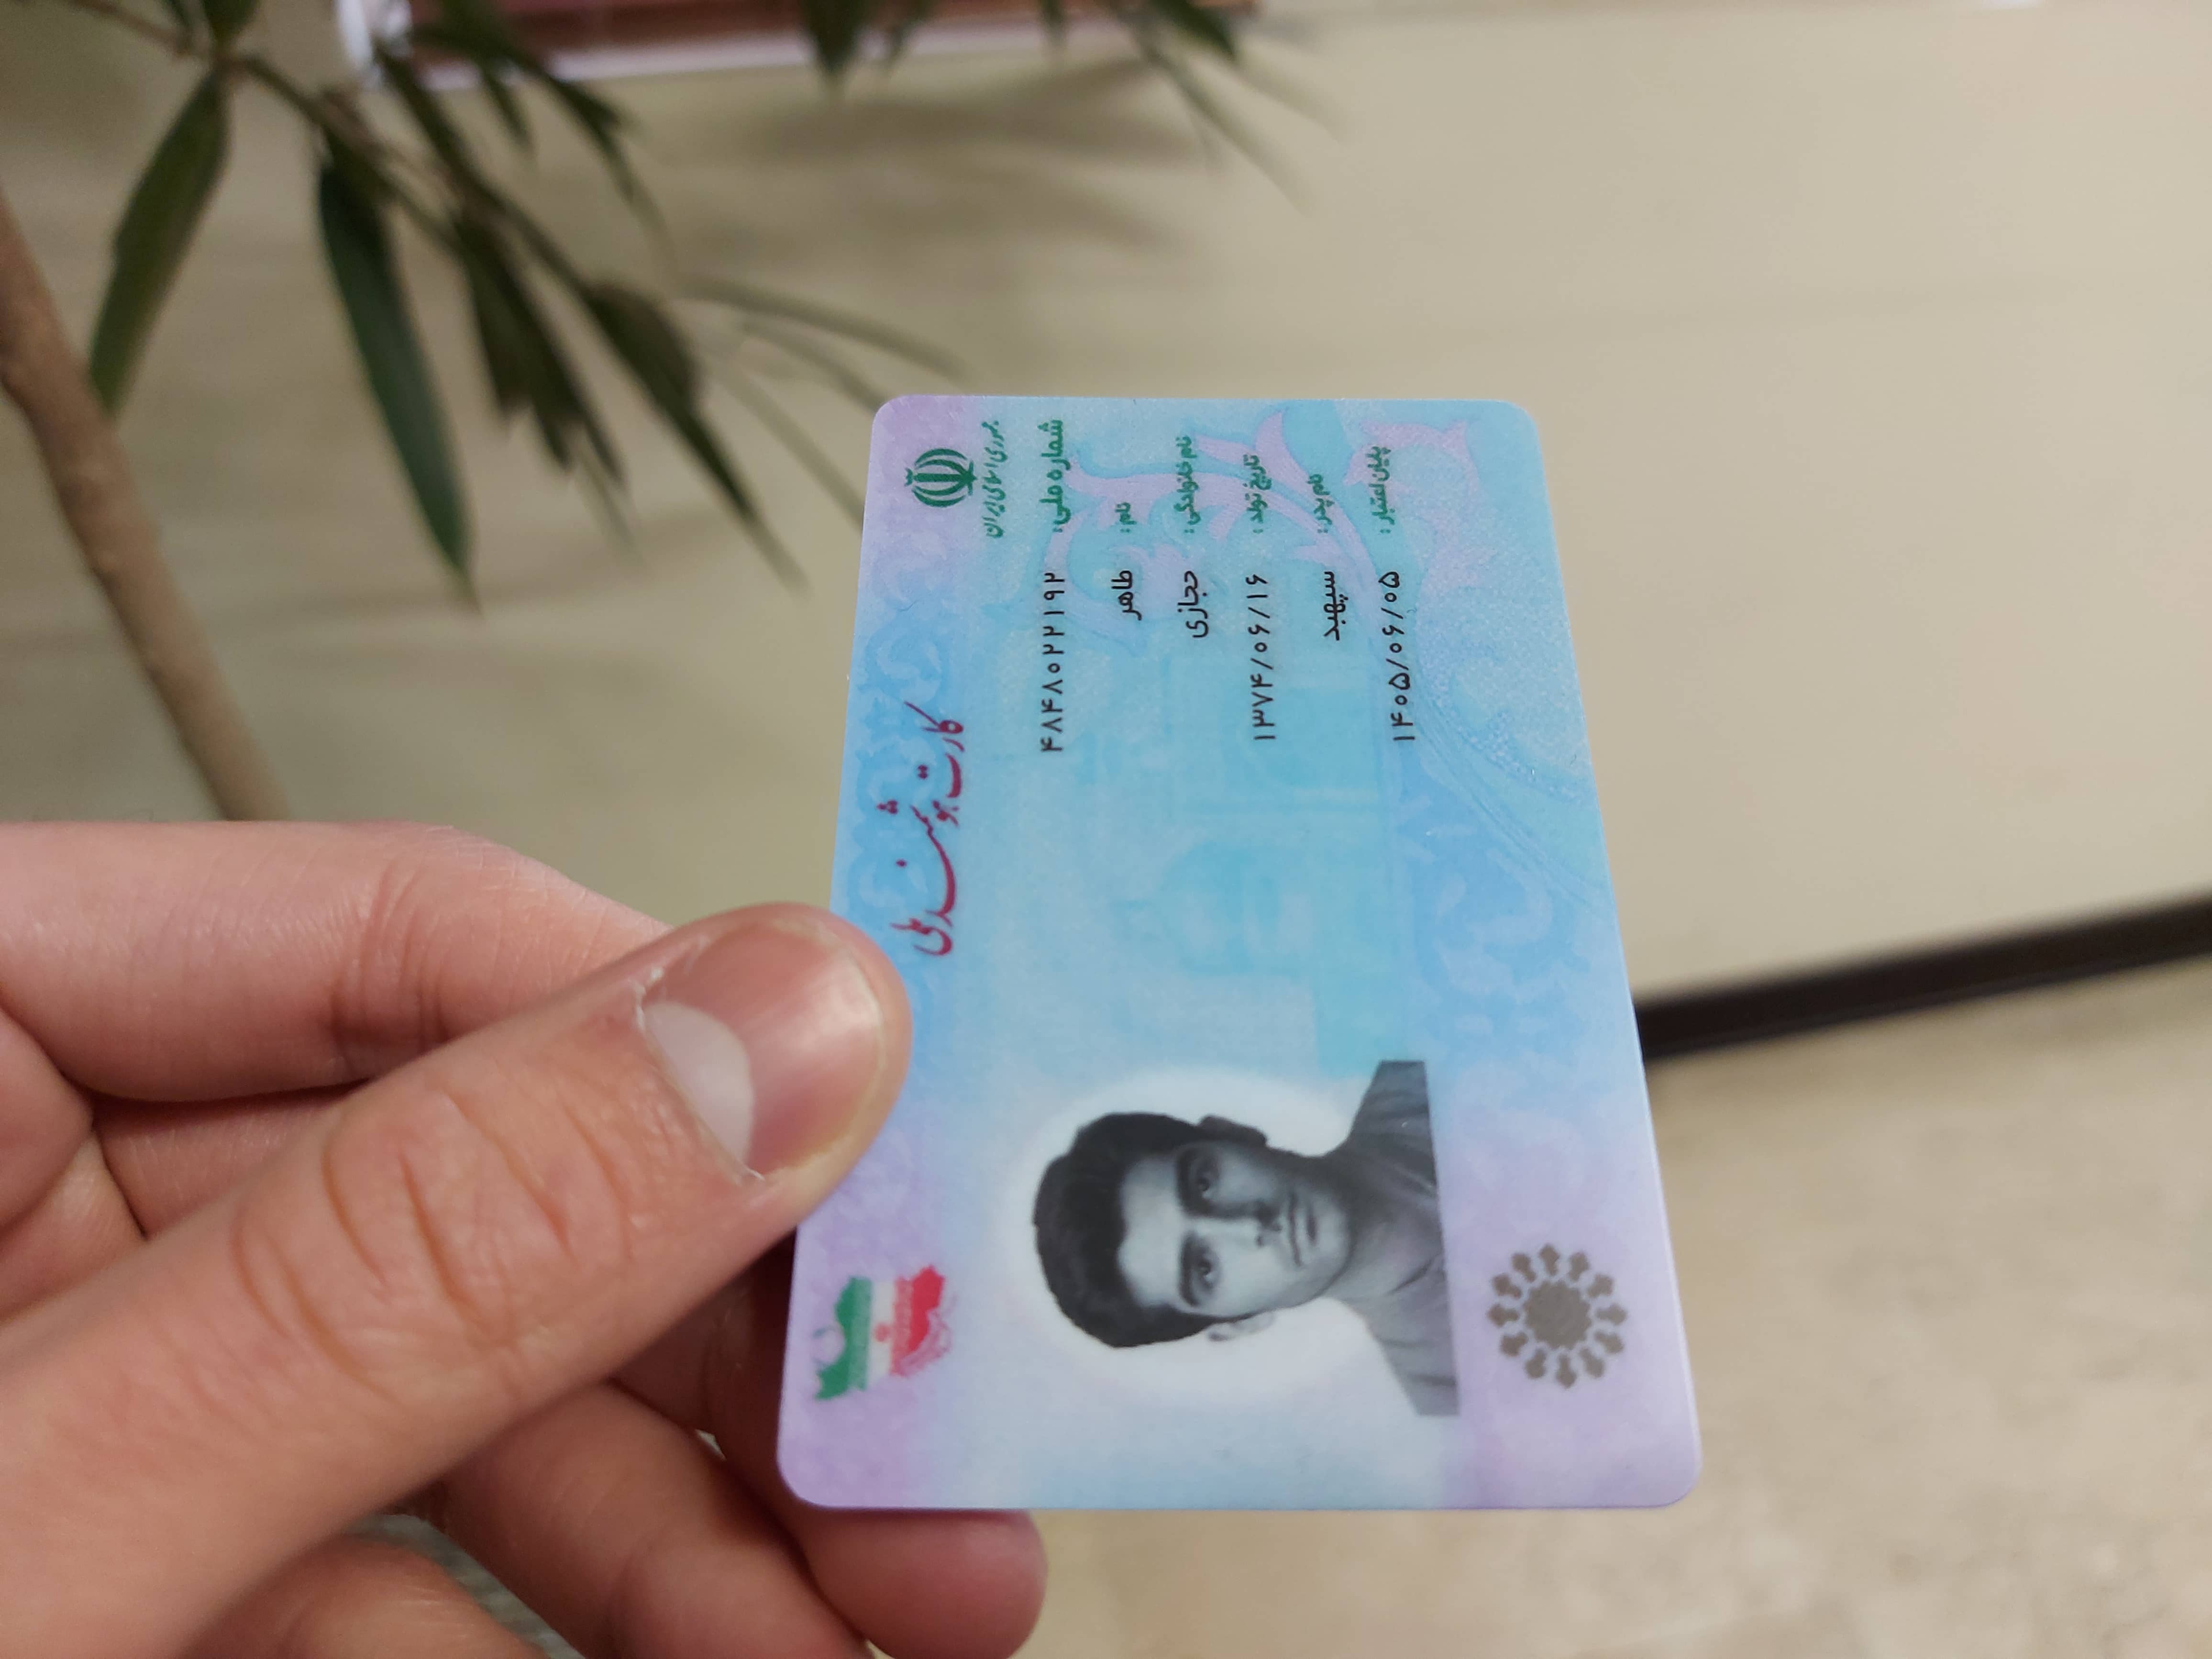 جمهوری اسلامی ایران
کارت هوشمند ملی
شماره ملی: ۴۸۴۸۰۲۲۱۹۲
نام: طاهر
نام خانوادگی: حجازی
تاریخ تولد: ۱۳۷۴/۰۶/۱۶
نام پدر: سپهبد
پایان اعتبار: ۱۴۰۵/۰۶/۰۵